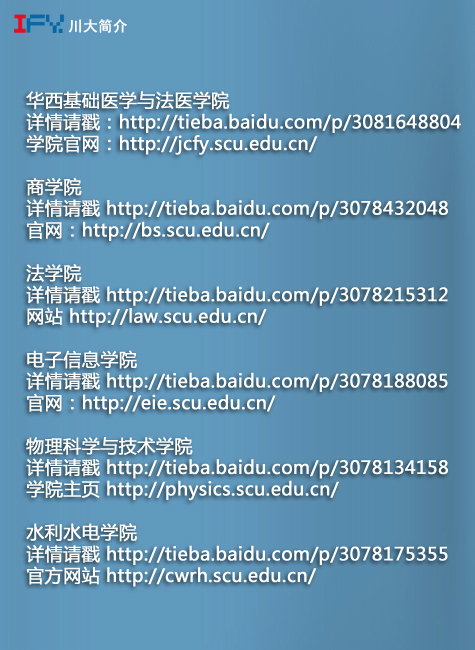 IFY 川大简介
华西基础医学与法医学院
详情请戳：http://tieba.baidu.com/p/3081648804
学院官网：http://jcfy.scu.edu.cn/
商学院
详情请戳 http://tieba.baidu.com/p/3078432048
官网：http://bs.scu.edu.cn/
法学院
详情请戳 http://tieba.baidu.com/p/3078215312
网站 http://law.scu.edu.cn/
电子信息学院
详情请戳 http://tieba.baidu.com/p/3078188085
官网：http://eie.scu.edu.cn/
物理科学与技术学院
详情请戳 http://tieba.baidu.com/p/3078134158
学院主页 http://physics.scu.edu.cn/
水利水电学院
详情请戳 http://tieba.baidu.com/p/3078175355
官方网站 http://cwrh.scu.edu.cn/